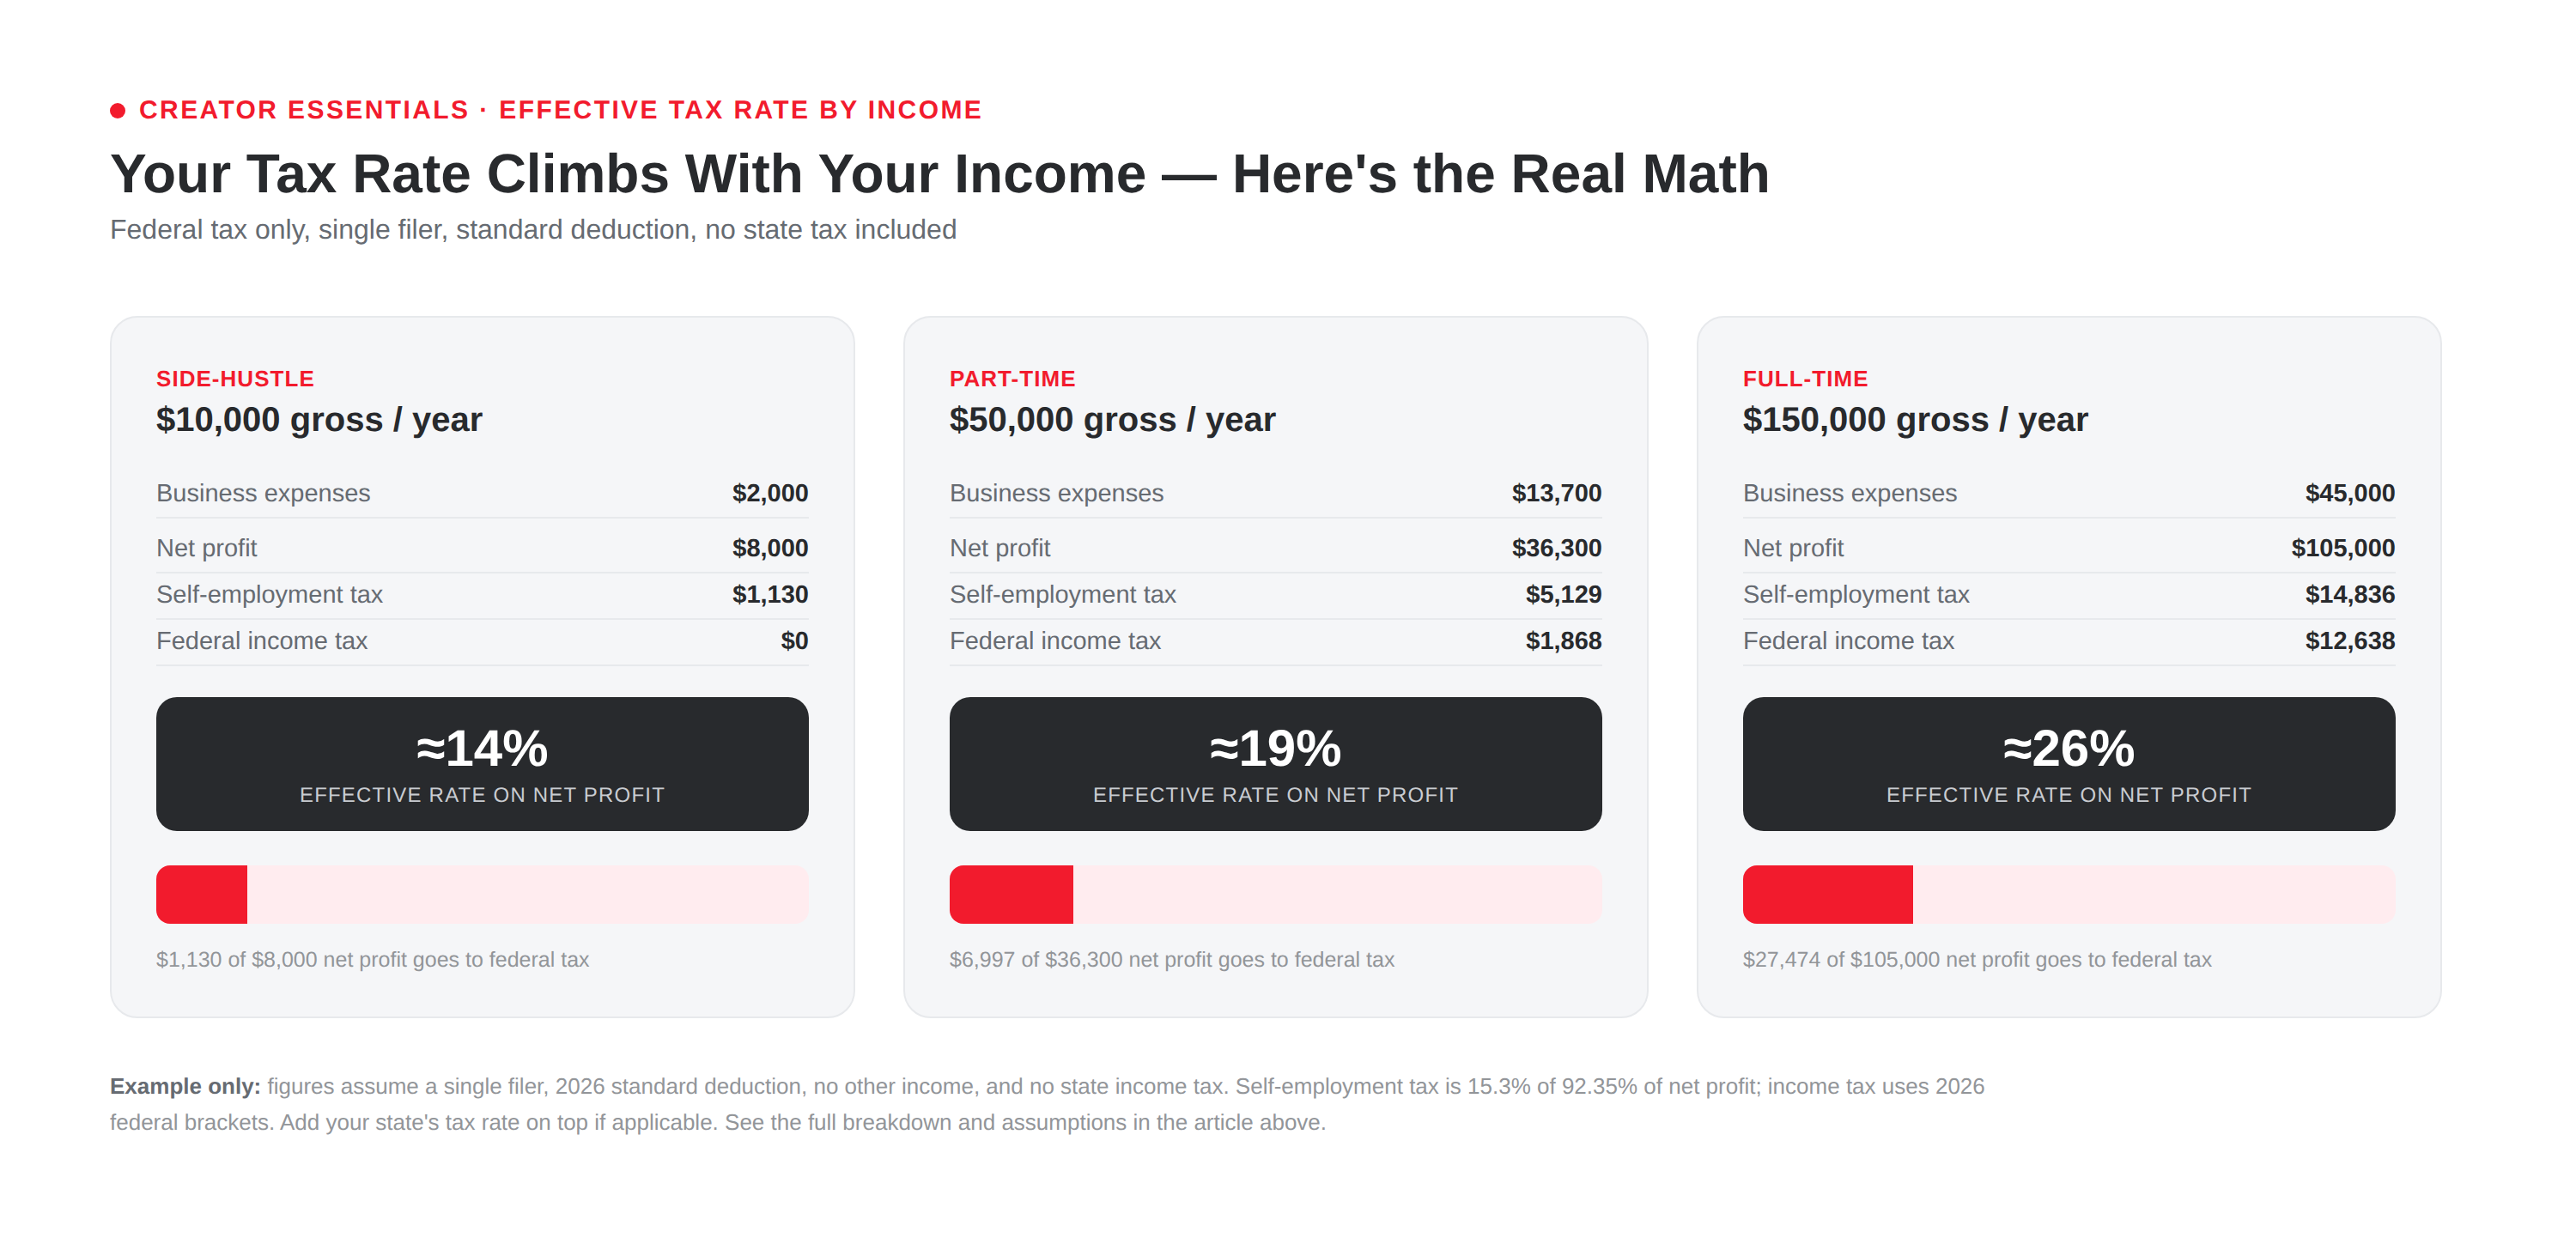 CREATOR ESSENTIALS · EFFECTIVE TAX RATE BY INCOME
Your Tax Rate Climbs With Your Income — Here's the Real Math
Federal tax only, single filer, standard deduction, no state tax included
SIDE-HUSTLE
$10,000 gross / year
Business expenses $2,000
Net profit $8,000
Self-employment tax $1,130
Federal income tax $0
≈14%
EFFECTIVE RATE ON NET PROFIT
$1,130 of $8,000 net profit goes to federal tax
PART-TIME
$50,000 gross / year
Business expenses $13,700
Net profit $36,300
Self-employment tax $5,129
Federal income tax $1,868
≈19%
EFFECTIVE RATE ON NET PROFIT
$6,997 of $36,300 net profit goes to federal tax
FULL-TIME
$150,000 gross / year
Business expenses $45,000
Net profit $105,000
Self-employment tax $14,836
Federal income tax $12,638
≈26%
EFFECTIVE RATE ON NET PROFIT
$27,474 of $105,000 net profit goes to federal tax
Example only: figures assume a single filer, 2026 standard deduction, no other income, and no state income tax. Self-employment tax is 15.3% of 92.35% of net profit; income tax uses 2026
federal brackets. Add your state's tax rate on top if applicable. See the full breakdown and assumptions in the article above.